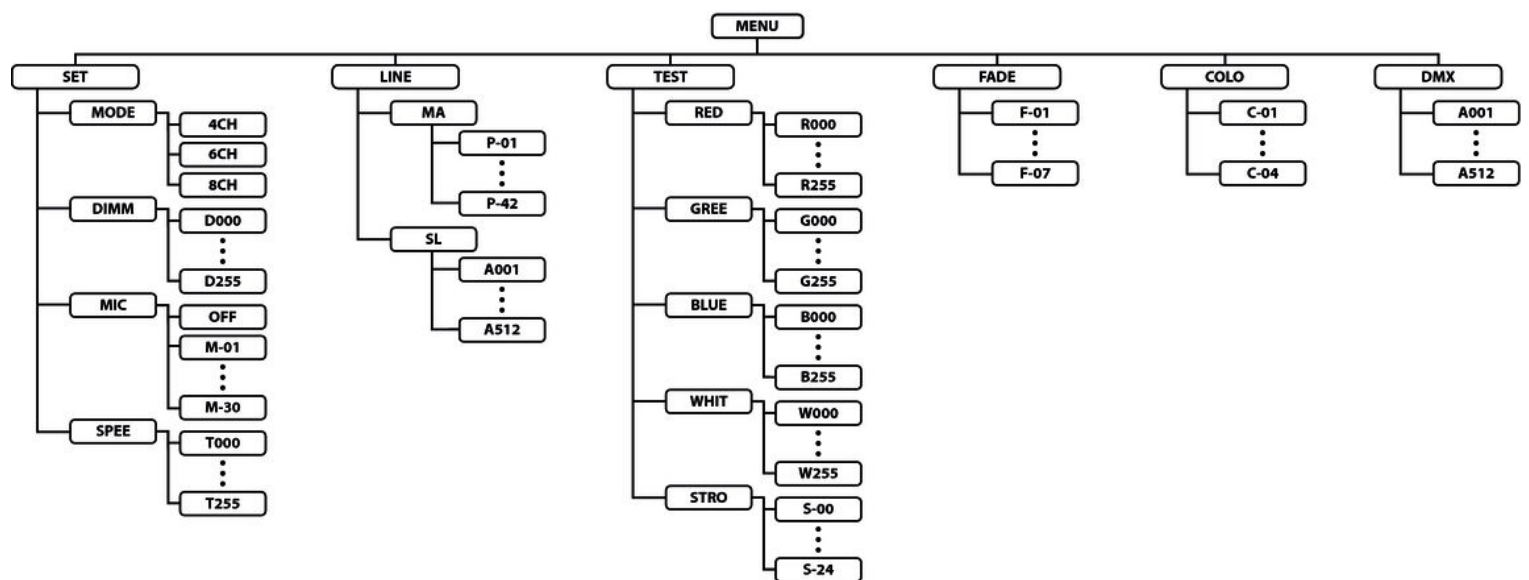 MENU
SET
MODE
4CH
6CH
8CH
DIMM
D000
D255
MIC
OFF
M-01
M-30
SPEE
T000
T255
LINE
MA
P-01
P-42
SL
A001
A512
TEST
RED
R000
R255
GREE
G000
G255
BLUE
B000
B255
WHIT
W000
W255
STRO
S-00
S-24
FADE
F-01
F-07
COLO
C-01
C-04
DMX
A001
A512